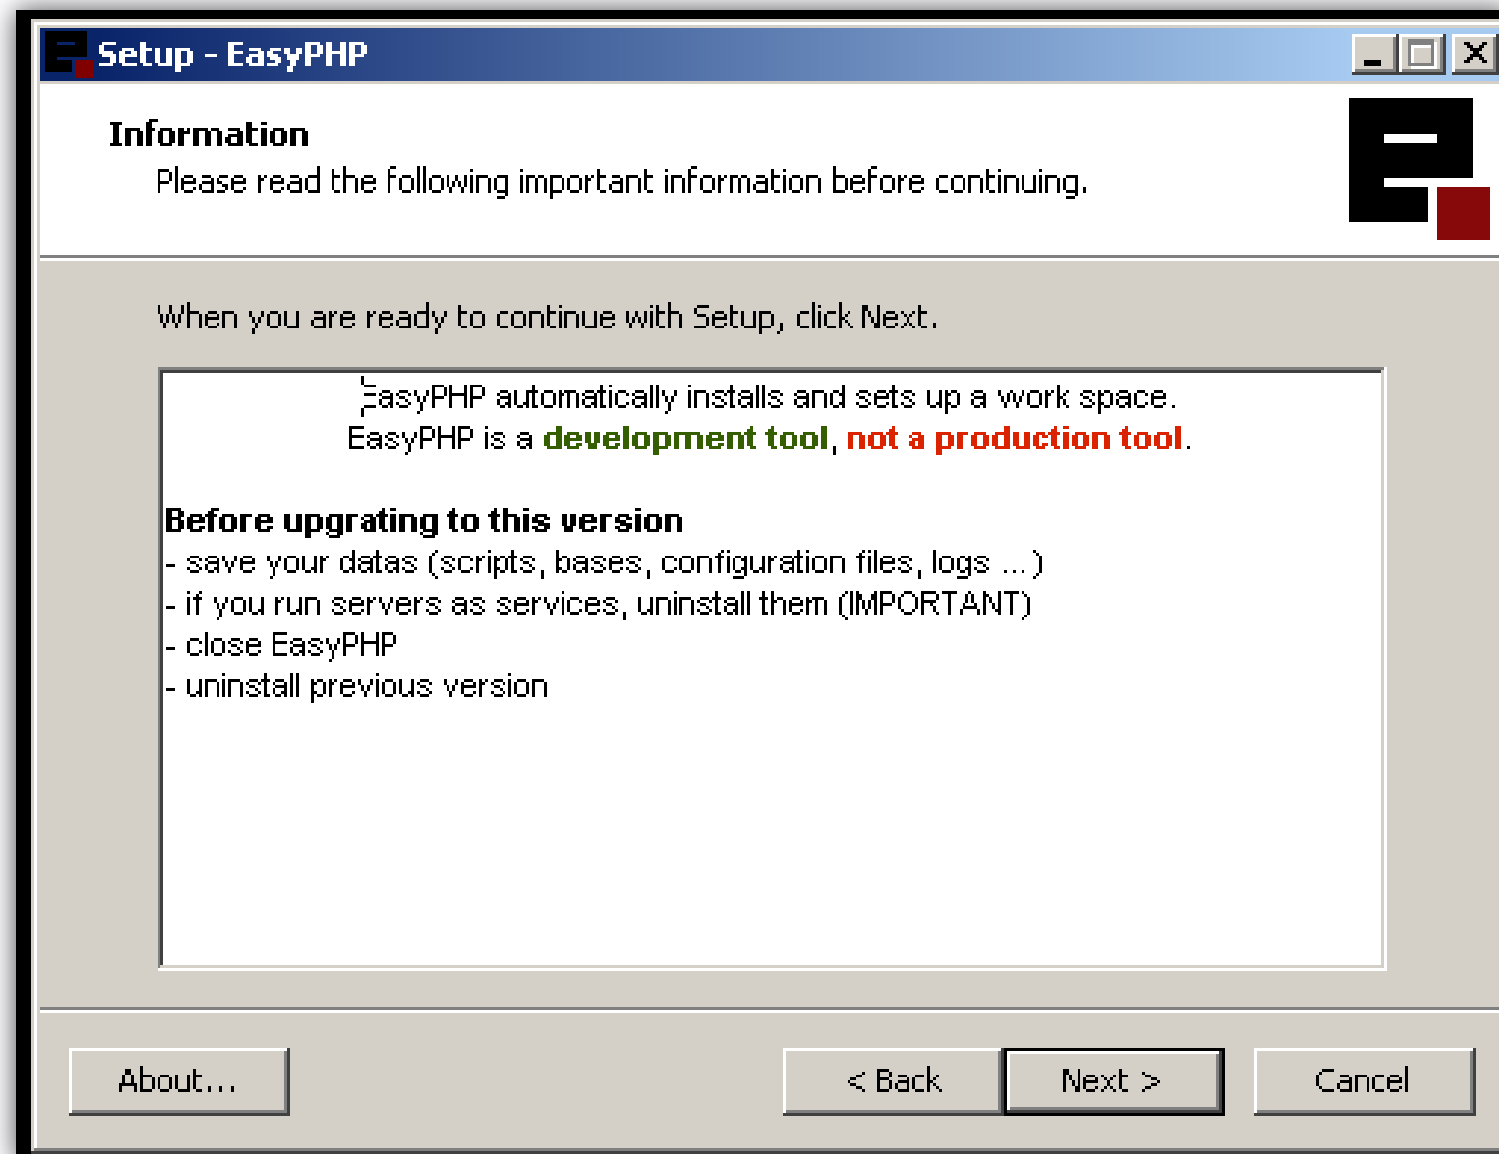 Setup - EasyPHP
Information
Please read the following important information before continuing.
When you are ready to continue with Setup, click Next.
EasyPHP automatically installs and sets up a work space.
EasyPHP is a development tool, not a production tool.
Before upgrating to this version
- save your datas (scripts, bases, configuration files, logs ... )
- if you run servers as services, uninstall them (IMPORTANT)
- close EasyPHP
- uninstall previous version
About...
< Back
Next >
Cancel